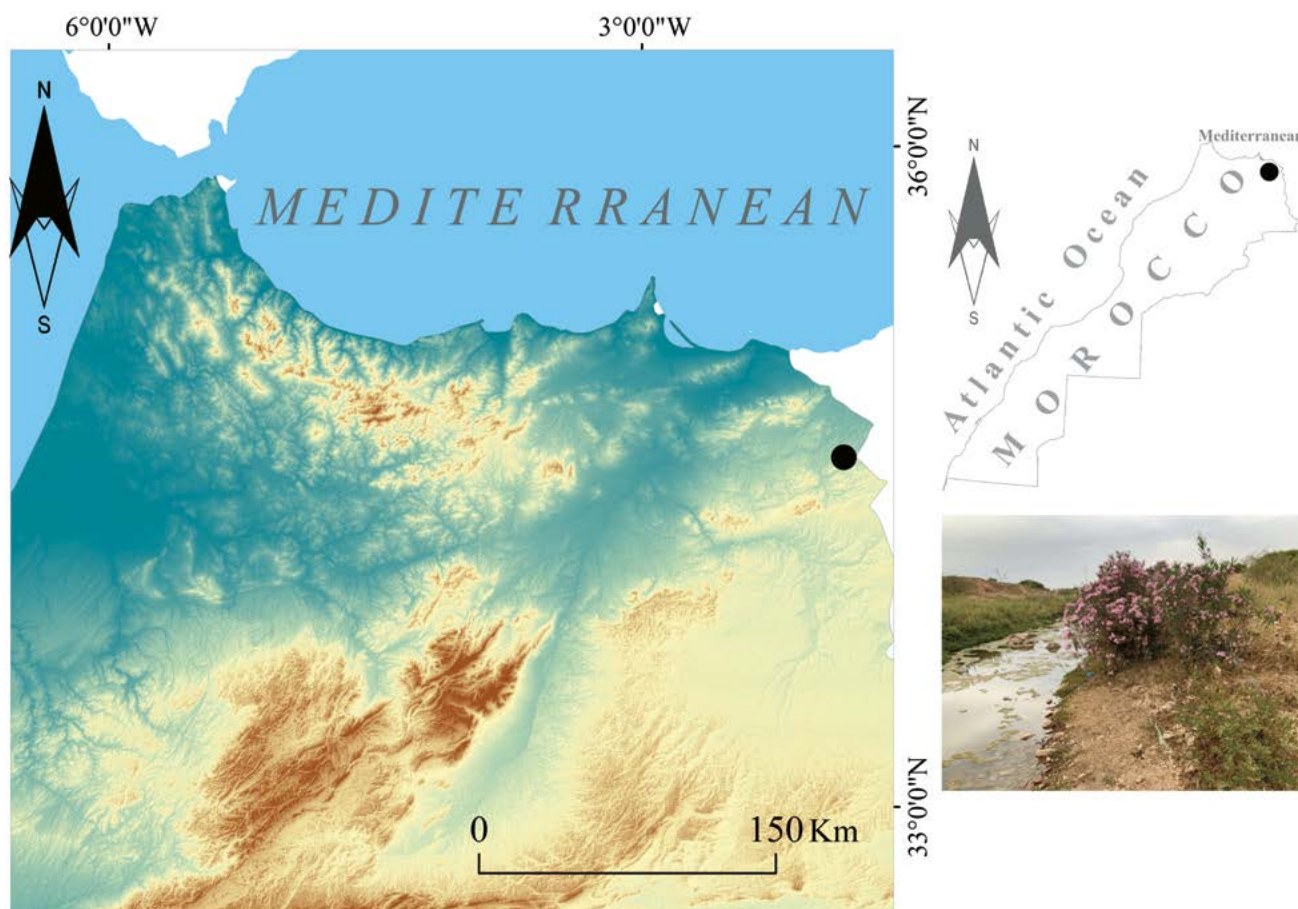 6°0'0"W
3°0'0"W
N
S
MEDITE RRANEAN
36°0'0"N
33°0'0"N
0
150 Km
N
S
Mediterranean
Atlantic Ocean
MOROCCO